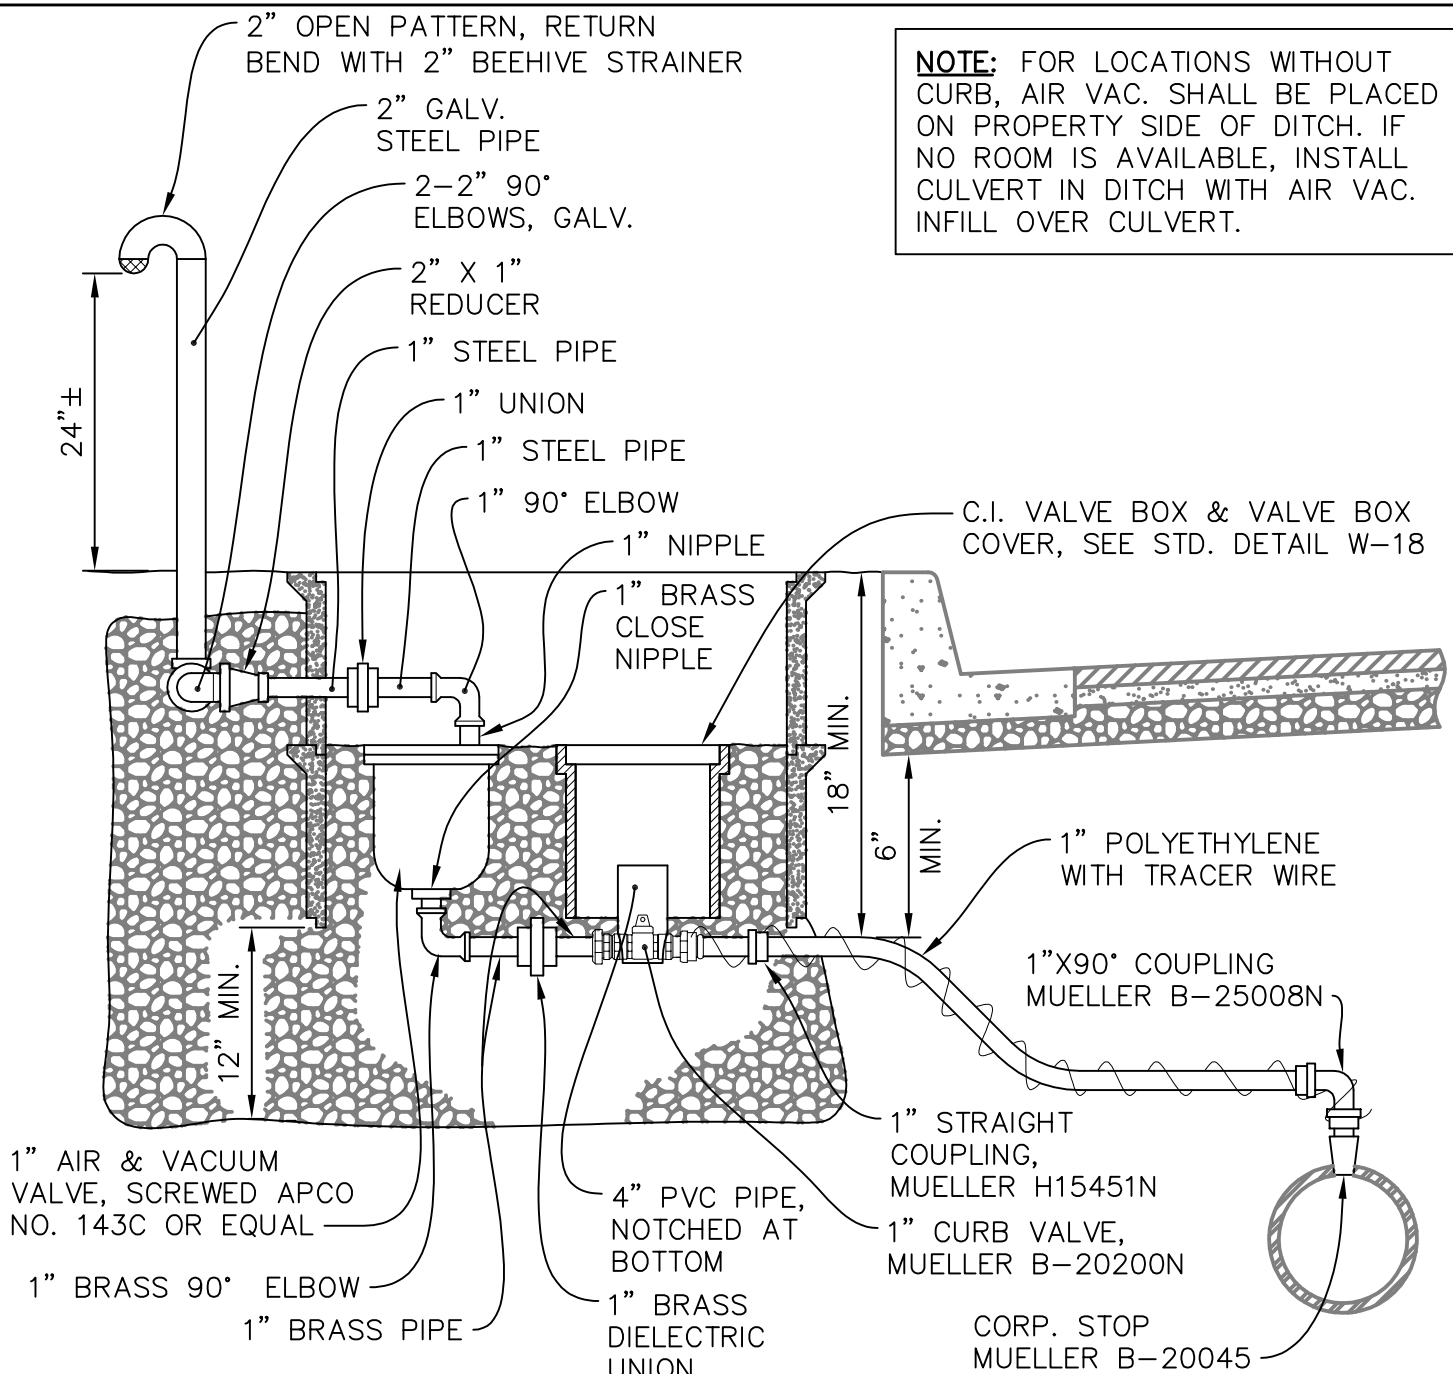 2” OPEN PATTERN, RETURN
BEND WITH 2” BEEHIVE STRAINER
NOTE: FOR LOCATIONS WITHOUT
CURB, AIR VAC. SHALL BE PLACED
ON PROPERTY SIDE OF DITCH. IF
NO ROOM IS AVAILABLE, INSTALL
CULVERT IN DITCH WITH AIR VAC.
INFILL OVER CULVERT.
2” GALV.
STEEL PIPE
2-2” 90°
ELBOWS, GALV.
2” X 1”
REDUCER
1” STEEL PIPE
24”±
1” UNION
1” STEEL PIPE
1” 90° ELBOW
1” NIPPLE
C.I. VALVE BOX & VALVE BOX
COVER, SEE STD. DETAIL W-18
1” BRASS
CLOSE
NIPPLE
18” MIN.
6”
MIN.
1” POLYETHYLENE
WITH TRACER WIRE
1”X90° COUPLING
MUELLER B-25008N
12” MIN.
1” STRAIGHT
COUPLING,
MUELLER H15451N
1” AIR & VACUUM
VALVE, SCREWED APCO
NO. 143C OR EQUAL
4” PVC PIPE,
NOTCHED AT
BOTTOM
1” CURB VALVE,
MUELLER B-20200N
1” BRASS 90° ELBOW
1” BRASS PIPE
1” BRASS
DIELECTRIC
UNION
CORP. STOP
MUELLER B-20045